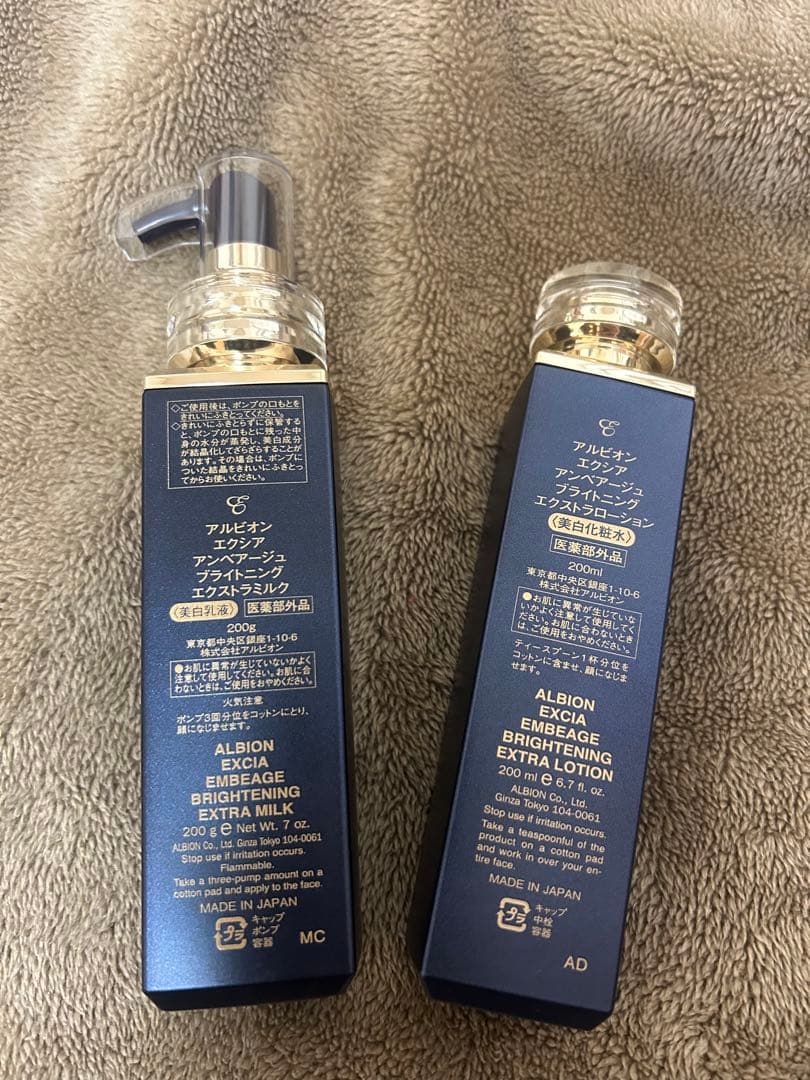 ◇ご使用後は、ポンプの口もとを
きれいにふきとってください。
◇きれいにふきとらずに保管する
と、ポンプの口もとに残った中
身の水分が蒸発し、美白成分
が結晶化してざらざらすることが
あります。その場合は、ポンプに
ついた結晶をきれいにふきとっ
てからお使いください。
アルビオン
エクシア
アンベアージュ
ブライトニング
エクストラミルク
〈美白乳液〉 医薬部外品
200g
東京都中央区銀座1-10-6
株式会社アルビオン
●お肌に異常が生じていないかよく
注意して使用してください。お肌に合
わないときは、ご使用をおやめください。
火気注意
ポンプ3回分位をコットンにとり、
顔になじませます。
ALBION
EXCIA
EMBEAGE
BRIGHTENING
EXTRA MILK
200 g ℮ Net Wt. 7 oz.
ALBION Co., Ltd. Ginza Tokyo 104-0061
Stop use if irritation occurs.
Flammable.
Take a three-pump amount on a
cotton pad and apply to the face.
MADE IN JAPAN
プラ
キャップ
ポンプ
容器
MC
アルビオン
エクシア
アンベアージュ
ブライトニング
エクストラローション
〈美白化粧水〉
医薬部外品
200ml
東京都中央区銀座1-10-6
株式会社アルビオン
●お肌に異常が生じていな
いかよく注意して使用してく
ださい。お肌に合わないとき
は、ご使用をおやめください。
ティースプーン1杯分位を
コットンに含ませ、顔になじま
せます。
ALBION
EXCIA
EMBEAGE
BRIGHTENING
EXTRA LOTION
200 ml ℮ 6.7 fl. oz.
ALBION Co., Ltd.
Ginza Tokyo 104-0061
Stop use if irritation occurs.
Take a teaspoonful of the
product on a cotton pad
and work in over your en-
tire face.
MADE IN JAPAN
プラ
キャップ
中栓
容器
AD